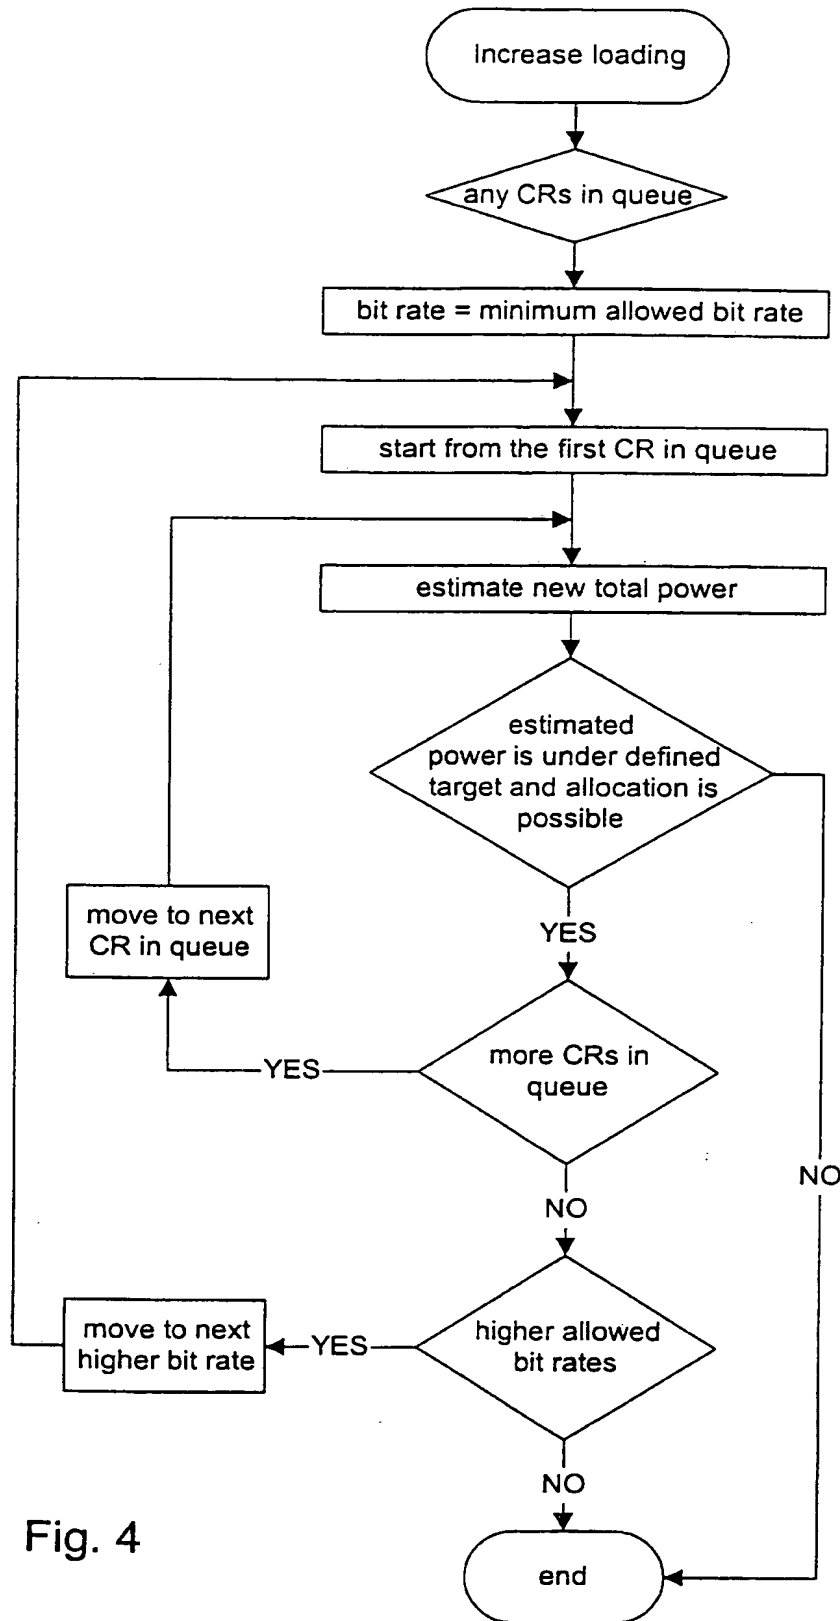 Increase loading
any CRs in queue
bit rate = minimum allowed bit rate
start from the first CR in queue
estimate new total power
estimated
power is under defined
target and allocation is
possible
YES
move to next
CR in queue
more CRs in
queue
YES
NO
NO
higher allowed
bit rates
YES
move to next
higher bit rate
NO
end
Fig. 4